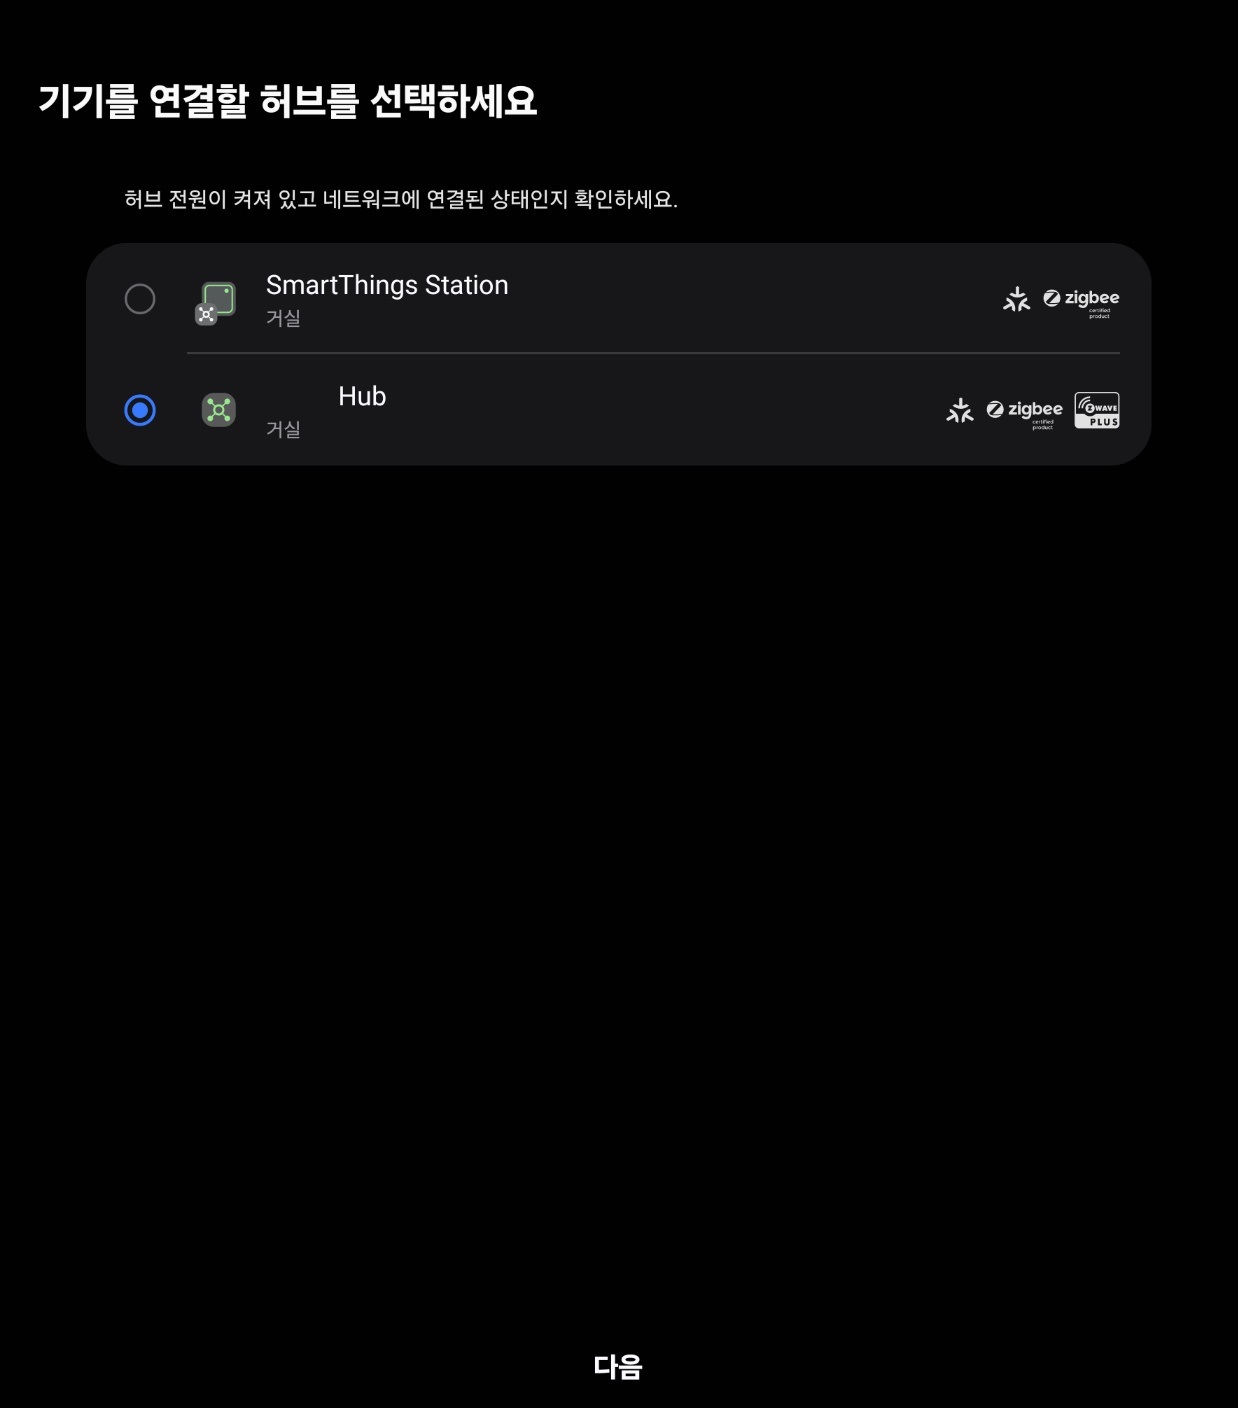 기기를 연결할 허브를 선택하세요
허브 전원이 켜져 있고 네트워크에 연결된 상태인지 확인하세요.
SmartThings Station
거실
zigbee
certified
product
Hub
거실
zigbee
certified
product
Z WAVE
PLUS
다음